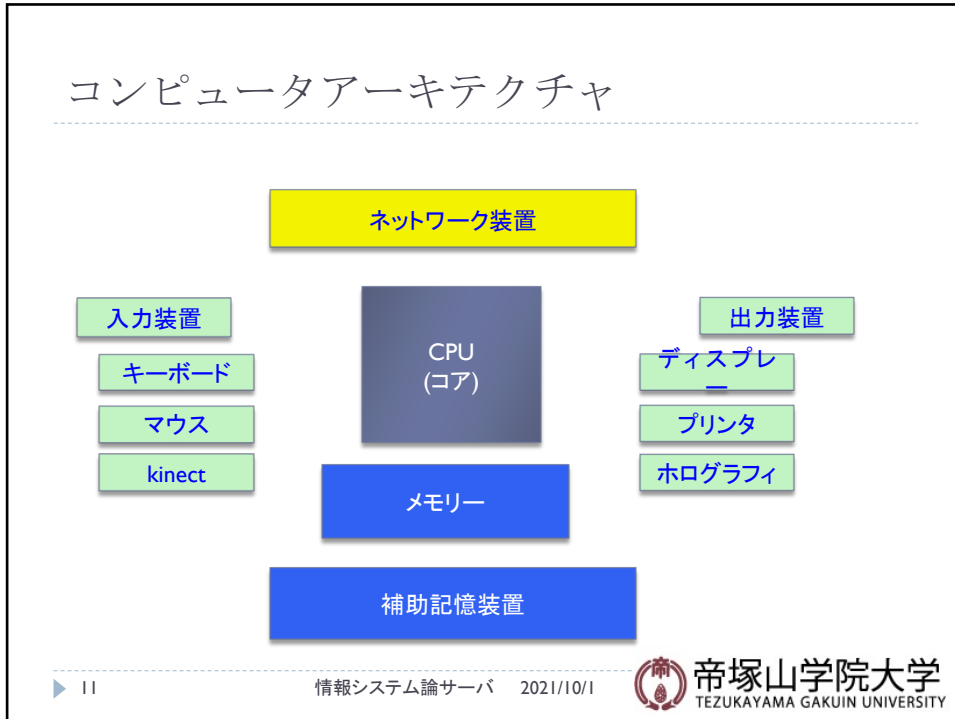 コンピュータアーキテクチャ
ネットワーク装置
入力装置
キーボード
マウス
kinect
CPU
(コア)
メモリー
補助記憶装置
出力装置
ディスプレ
ー
プリンタ
ホログラフィ
11
情報システム論サーバ 2021/10/1
帝塚山学院大学
TEZUKAYAMA GAKUIN UNIVERSITY